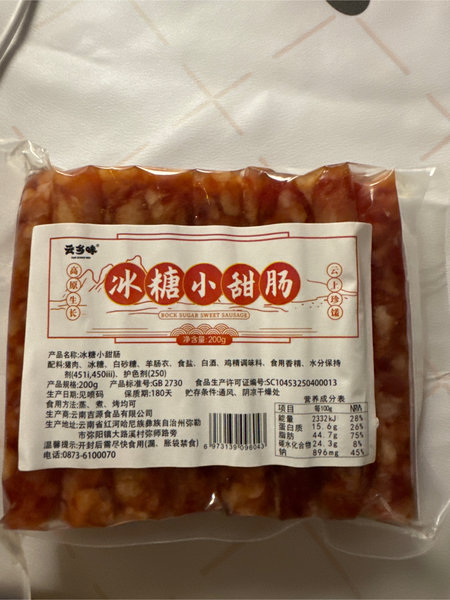 云乡味®
高原生长
冰糖小甜肠
云上珍馐
ROCK SUGAR SWEET SAUSAGE
净含量:200g
产品名称:冰糖小甜肠
配料:猪肉、冰糖、白砂糖、羊肠衣、食盐、白酒、鸡精调味料、食用香精、水分保持
剂(451i,450iii)、护色剂(250)
产品规格:200g 产品标准号:GB 2730 食品生产许可证编号:SC10453250400013
生产日期:见喷码 保质期:180天 贮存条件:通风、阴凉干燥处
食用方法:蒸、煮、烤均可
生产商:云南吉源食品有限公司
生产地址:云南省红河哈尼族彝族自治州弥勒
市弥阳镇大路溪村弥师路旁
温馨提示:开封后需尽快食用(漏、胀袋禁食)
电话:0873-6100070
6 973139 096043
营养成分表
项目 每100g NRV%
能量 2332kJ 28%
蛋白质 15.6g 26%
脂肪 44.7g 75%
碳水化合物 24.3g 8%
钠 896mg 45%